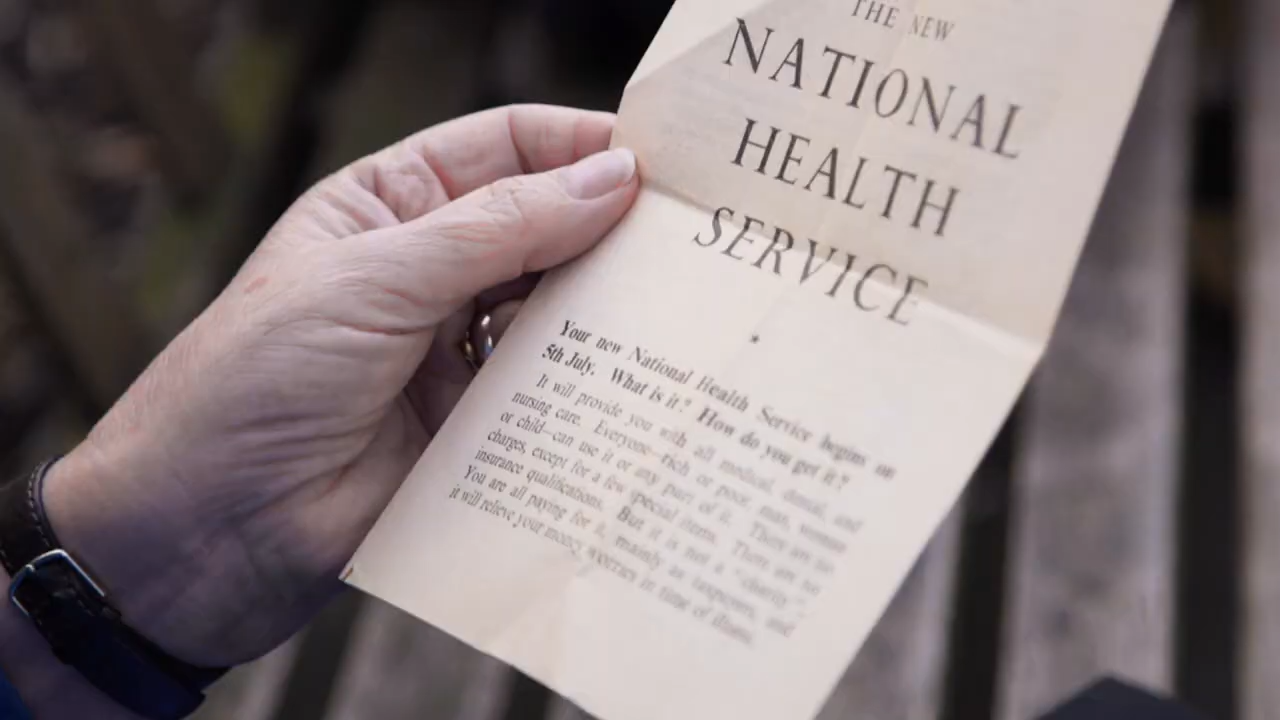 THE NEW
NATIONAL
HEALTH
SERVICE
*
Your new National Health Service begins on
5th July. What is it? How do you get it?
It will provide you with all medical, dental, and
nursing care. Everyone—rich or poor, man, woman
or child—can use it or any part of it. There are no
charges, except for a few special items. There are no
insurance qualifications. But it is not a "charity".
You are all paying for it, mainly as taxpayers, and
it will relieve your money worries in time of illness.